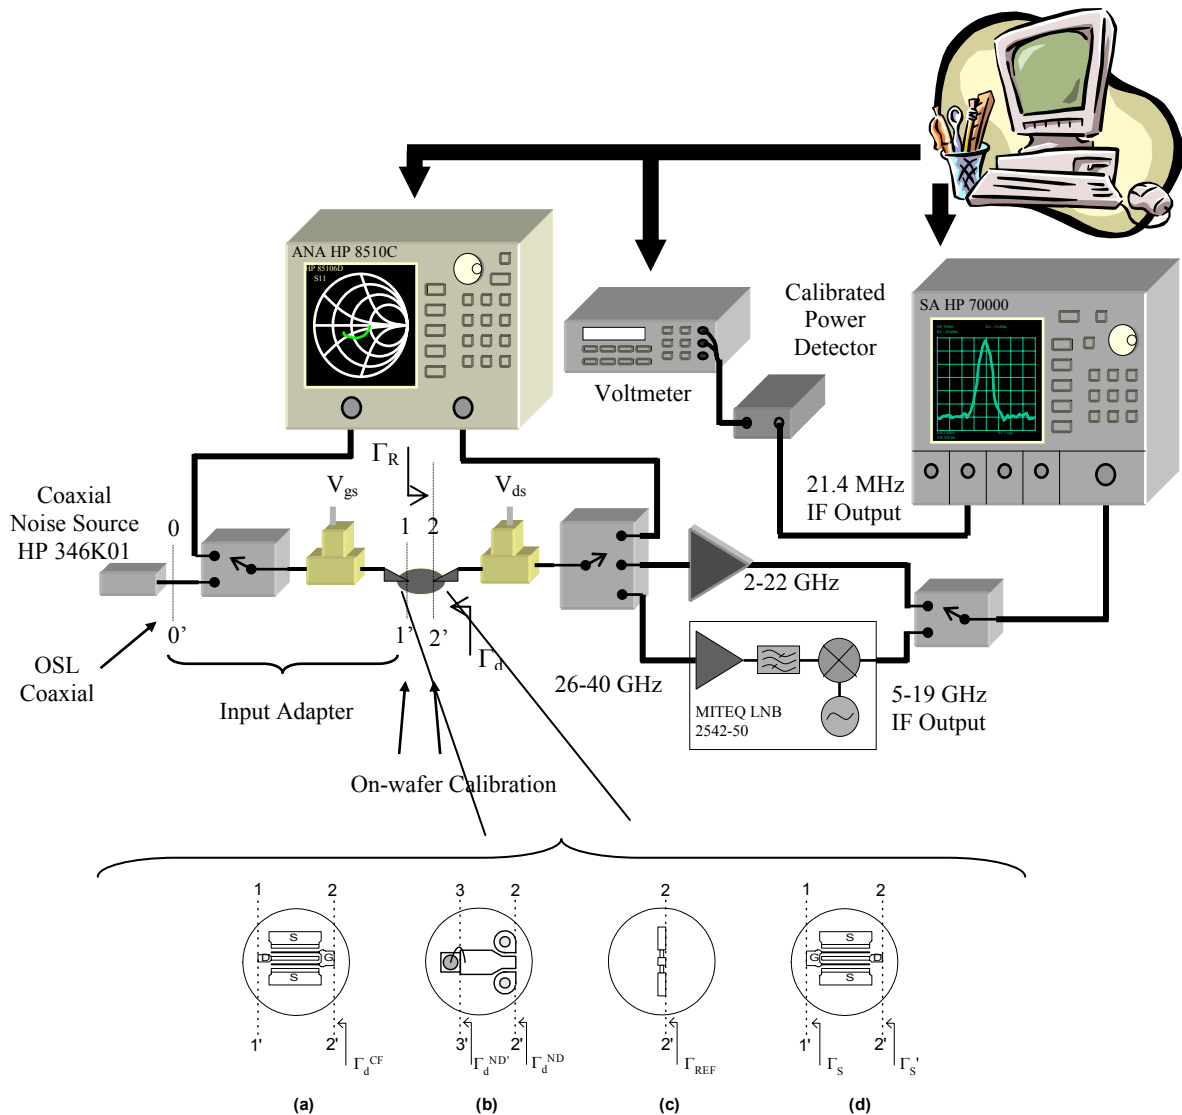 ANA HP 8510C
HP 85106D
S11
SA HP 70000
Calibrated
Power
Detector
Voltmeter
21.4 MHz
IF Output
Γ_R
V_gs
V_ds
Coaxial
Noise Source
HP 346K01
0
1
2
0'
1'
2'
Γ_d
2-22 GHz
OSL
Coaxial
Input Adapter
26-40 GHz
MITEQ LNB
2542-50
5-19 GHz
IF Output
On-wafer Calibration
1 2
S
D G
S
1' 2'
Γ_d^CF
(a)
3 2
3' 2'
Γ_d^ND' Γ_d^ND
(b)
2
2'
Γ_REF
(c)
1 2
S
G D
S
1' 2'
Γ_S Γ_S'
(d)